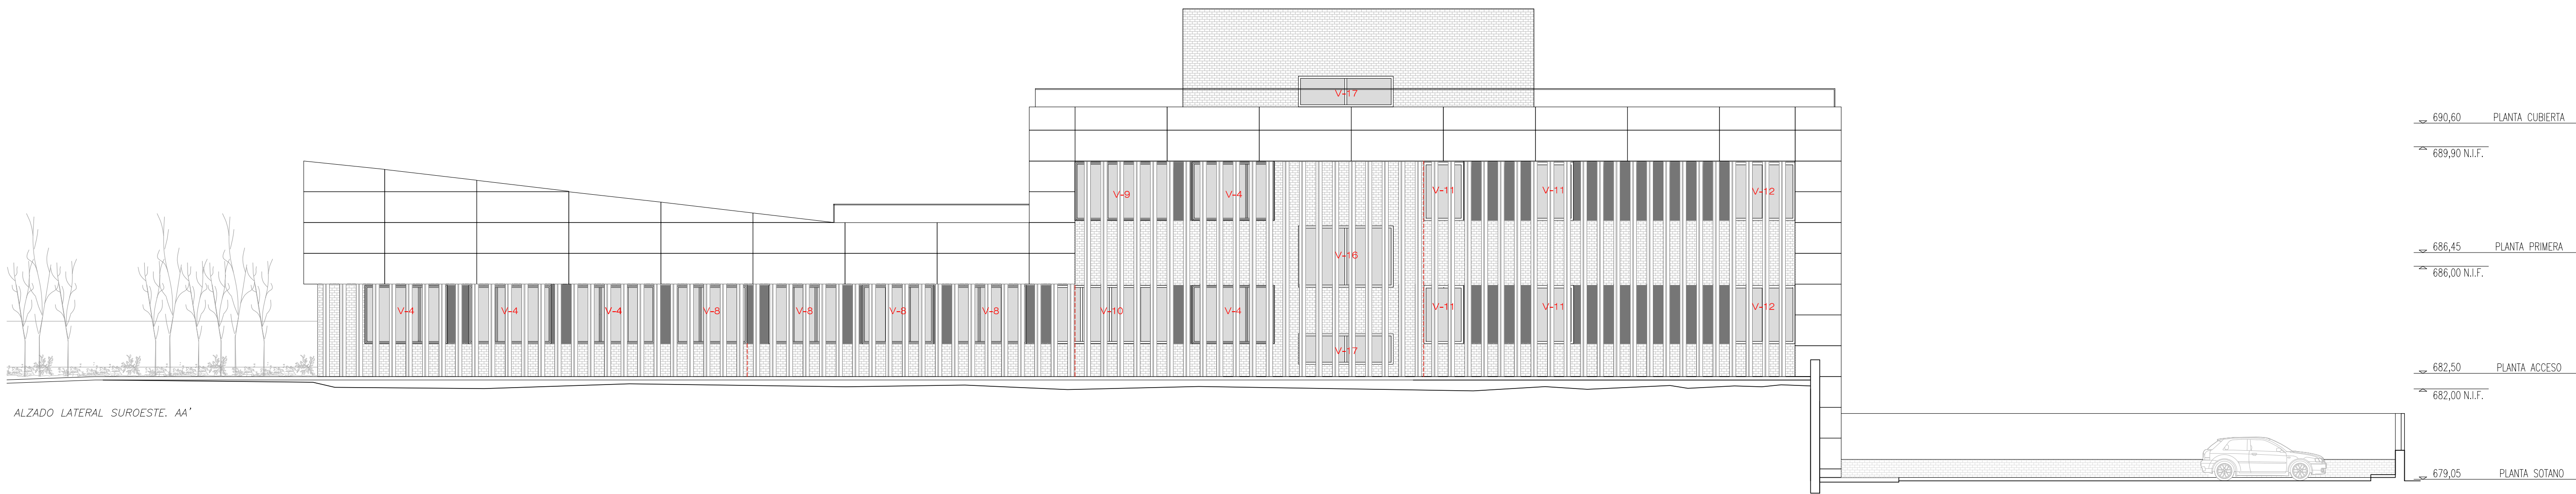 V-17
690,60 PLANTA CUBIERTA
689,90 N.I.F.
V-9 V-4 V-11 V-11 V-12
686,45 PLANTA PRIMERA
V-16
686,00 N.I.F.
V-4 V-4 V-4 V-8 V-8 V-8 V-8 V-10 V-4 V-11 V-11 V-12
V-17
682,50 PLANTA ACCESO
682,00 N.I.F.
ALZADO LATERAL SUROESTE. AA'
679,05 PLANTA SOTANO